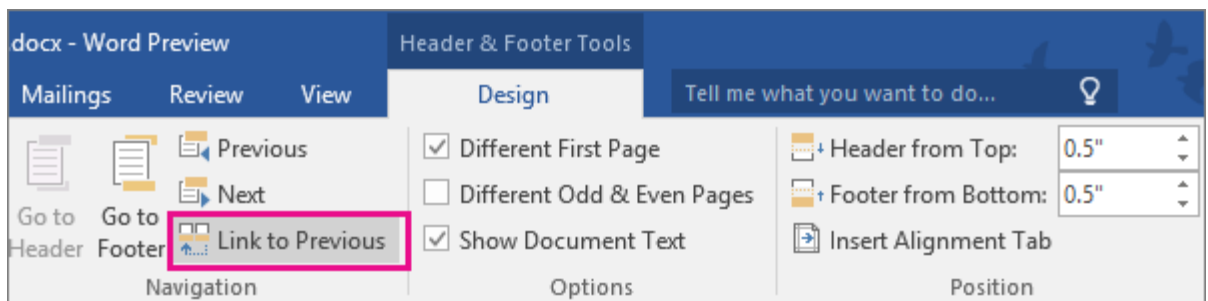 .docx - Word Preview
Header & Footer Tools
Mailings Review View Design Tell me what you want to do...
Go to Header
Go to Footer
Previous
Next
Link to Previous
Navigation
Different First Page
Different Odd & Even Pages
Show Document Text
Options
Header from Top: 0.5"
Footer from Bottom: 0.5"
Insert Alignment Tab
Position